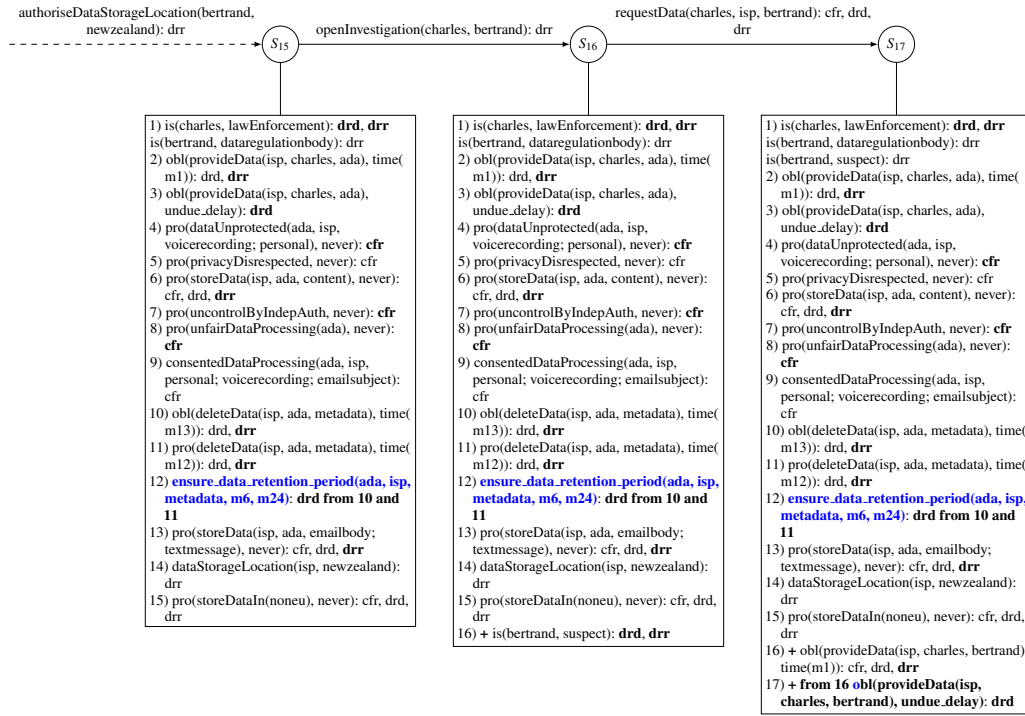 authoriseDataStorageLocation(bertrand,
newzealand): drr
openInvestigation(charles, bertrand): drr
requestData(charles, isp, bertrand): cfr, drd,
drr
S15
S16
S17
1) is(charles, lawEnforcement): drd, drr
is(bertrand, dataregulationbody): drr
2) obl(provideData(isp, charles, ada), time(
m1)): drd, drr
3) obl(provideData(isp, charles, ada),
undue_delay): drd
4) pro(dataUnprotected(ada, isp,
voicerecording; personal), never): cfr
5) pro(privacyDisrespected, never): cfr
6) pro(storeData(isp, ada, content), never):
cfr, drd, drr
7) pro(uncontrolByIndepAuth, never): cfr
8) pro(unfairDataProcessing(ada), never):
cfr
9) consentedDataProcessing(ada, isp,
personal; voicerecording; emailsubject):
cfr
10) obl(deleteData(isp, ada, metadata), time(
m13)): drd, drr
11) pro(deleteData(isp, ada, metadata), time(
m12)): drd, drr
12) ensure_data_retention_period(ada, isp,
metadata, m6, m24): drd from 10 and
11
13) pro(storeData(isp, ada, emailbody;
textmessage), never): cfr, drd, drr
14) dataStorageLocation(isp, newzealand):
drr
15) pro(storeDataIn(noneu), never): cfr, drd,
drr
1) is(charles, lawEnforcement): drd, drr
is(bertrand, dataregulationbody): drr
2) obl(provideData(isp, charles, ada), time(
m1)): drd, drr
3) obl(provideData(isp, charles, ada),
undue_delay): drd
4) pro(dataUnprotected(ada, isp,
voicerecording; personal), never): cfr
5) pro(privacyDisrespected, never): cfr
6) pro(storeData(isp, ada, content), never):
cfr, drd, drr
7) pro(uncontrolByIndepAuth, never): cfr
8) pro(unfairDataProcessing(ada), never):
cfr
9) consentedDataProcessing(ada, isp,
personal; voicerecording; emailsubject):
cfr
10) obl(deleteData(isp, ada, metadata), time(
m13)): drd, drr
11) pro(deleteData(isp, ada, metadata), time(
m12)): drd, drr
12) ensure_data_retention_period(ada, isp,
metadata, m6, m24): drd from 10 and
11
13) pro(storeData(isp, ada, emailbody;
textmessage), never): cfr, drd, drr
14) dataStorageLocation(isp, newzealand):
drr
15) pro(storeDataIn(noneu), never): cfr, drd,
drr
16) + is(bertrand, suspect): drd, drr
1) is(charles, lawEnforcement): drd, drr
is(bertrand, dataregulationbody): drr
is(bertrand, suspect): drr
2) obl(provideData(isp, charles, ada), time(
m1)): drd, drr
3) obl(provideData(isp, charles, ada),
undue_delay): drd
4) pro(dataUnprotected(ada, isp,
voicerecording; personal), never): cfr
5) pro(privacyDisrespected, never): cfr
6) pro(storeData(isp, ada, content), never):
cfr, drd, drr
7) pro(uncontrolByIndepAuth, never): cfr
8) pro(unfairDataProcessing(ada), never):
cfr
9) consentedDataProcessing(ada, isp,
personal; voicerecording; emailsubject):
cfr
10) obl(deleteData(isp, ada, metadata), time(
m13)): drd, drr
11) pro(deleteData(isp, ada, metadata), time(
m12)): drd, drr
12) ensure_data_retention_period(ada, isp,
metadata, m6, m24): drd from 10 and
11
13) pro(storeData(isp, ada, emailbody;
textmessage), never): cfr, drd, drr
14) dataStorageLocation(isp, newzealand):
drr
15) pro(storeDataIn(noneu), never): cfr, drd,
drr
16) + obl(provideData(isp, charles, bertrand)
time(m1)): cfr, drd, drr
17) + from 16 obl(provideData(isp,
charles, bertrand), undue_delay): drd